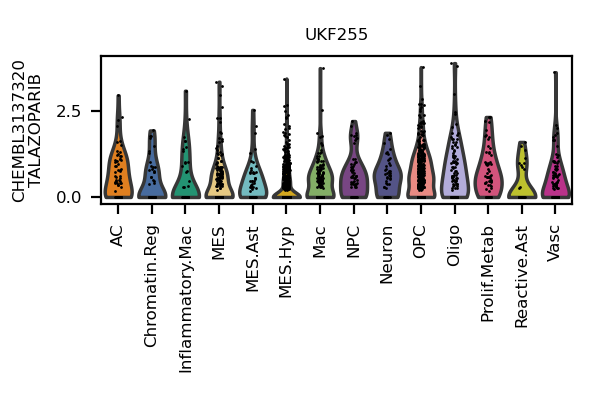 UKF255
CHEMBL3137320
TALAZOPARIB
2.5
0.0
AC
Chromatin.Reg
Inflammatory.Mac
MES
MES.Ast
MES.Hyp
Mac
NPC
Neuron
OPC
Oligo
Prolif.Metab
Reactive.Ast
Vasc